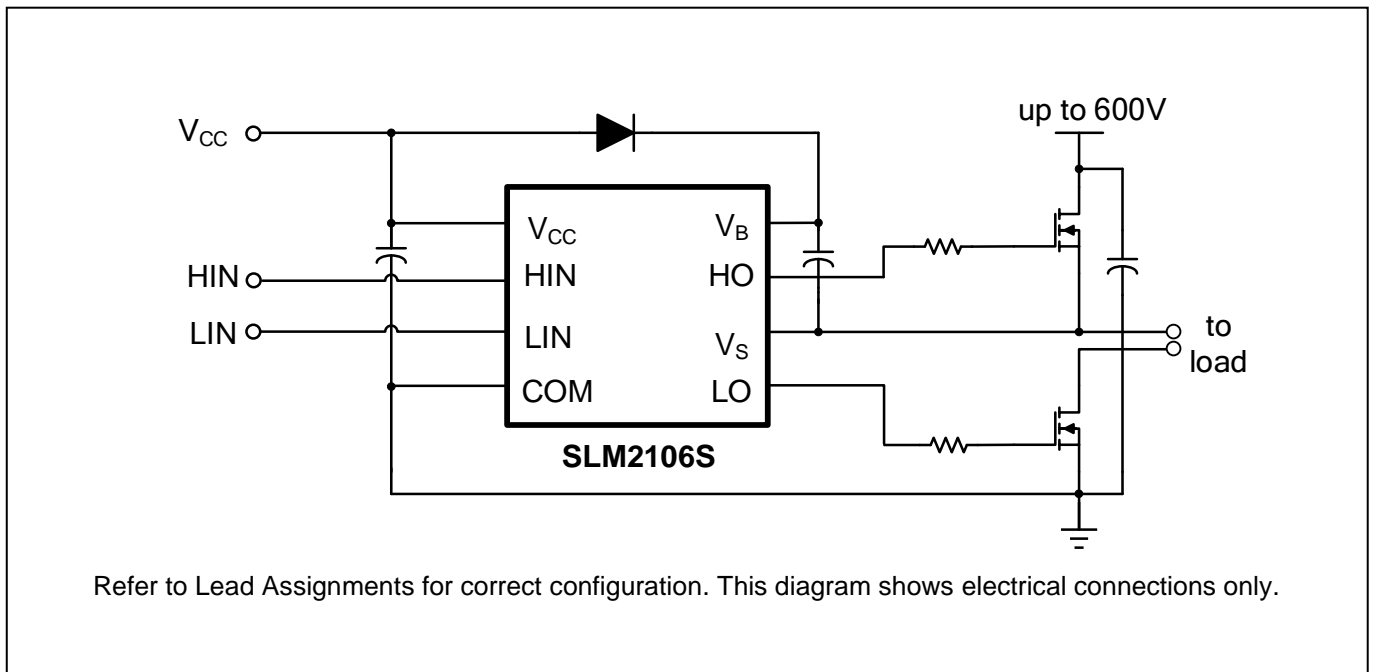 up to 600V
VCC
VCC
VB
HIN
HIN
HO
LIN
LIN
VS
to
load
COM
LO
SLM2106S
Refer to Lead Assignments for correct configuration. This diagram shows electrical connections only.